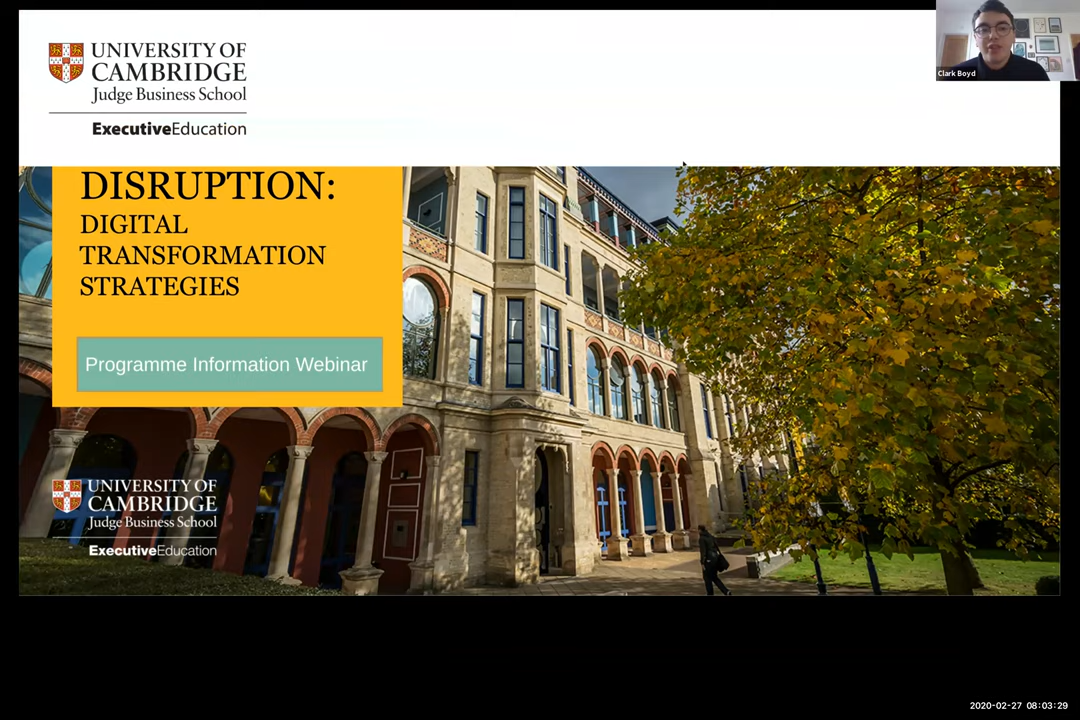 UNIVERSITY OF
CAMBRIDGE
Judge Business School
ExecutiveEducation
Clark Boyd
DISRUPTION:
DIGITAL
TRANSFORMATION
STRATEGIES
Programme Information Webinar
UNIVERSITY OF
CAMBRIDGE
Judge Business School
ExecutiveEducation
2020-02-27 08:03:29